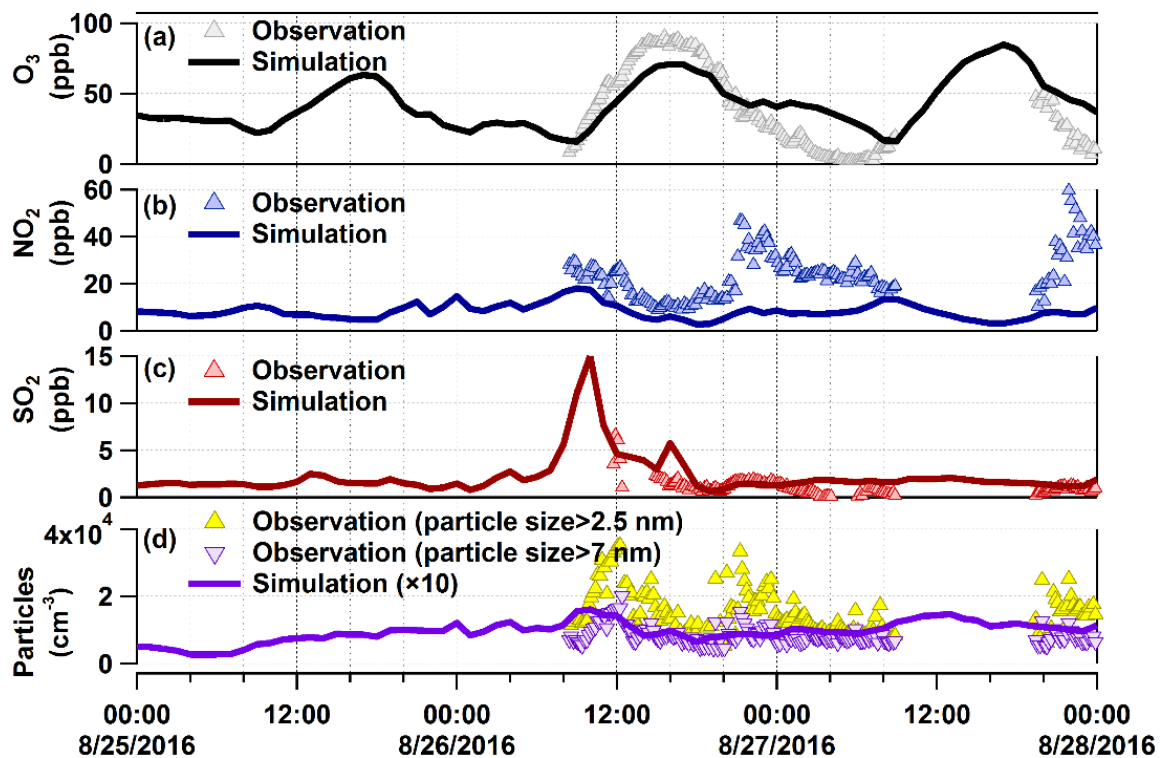 100
50
0
O3
(ppb)
(a)
Observation
Simulation
60
40
20
0
NO2
(ppb)
(b)
Observation
Simulation
15
10
5
0
SO2
(ppb)
(c)
Observation
Simulation
4x10^4
2
0
Particles
(cm^-3)
(d)
Observation (particle size>2.5 nm)
Observation (particle size>7 nm)
Simulation (×10)
00:00 12:00 00:00 12:00 00:00 12:00 00:00
8/25/2016 8/26/2016 8/27/2016 8/28/2016